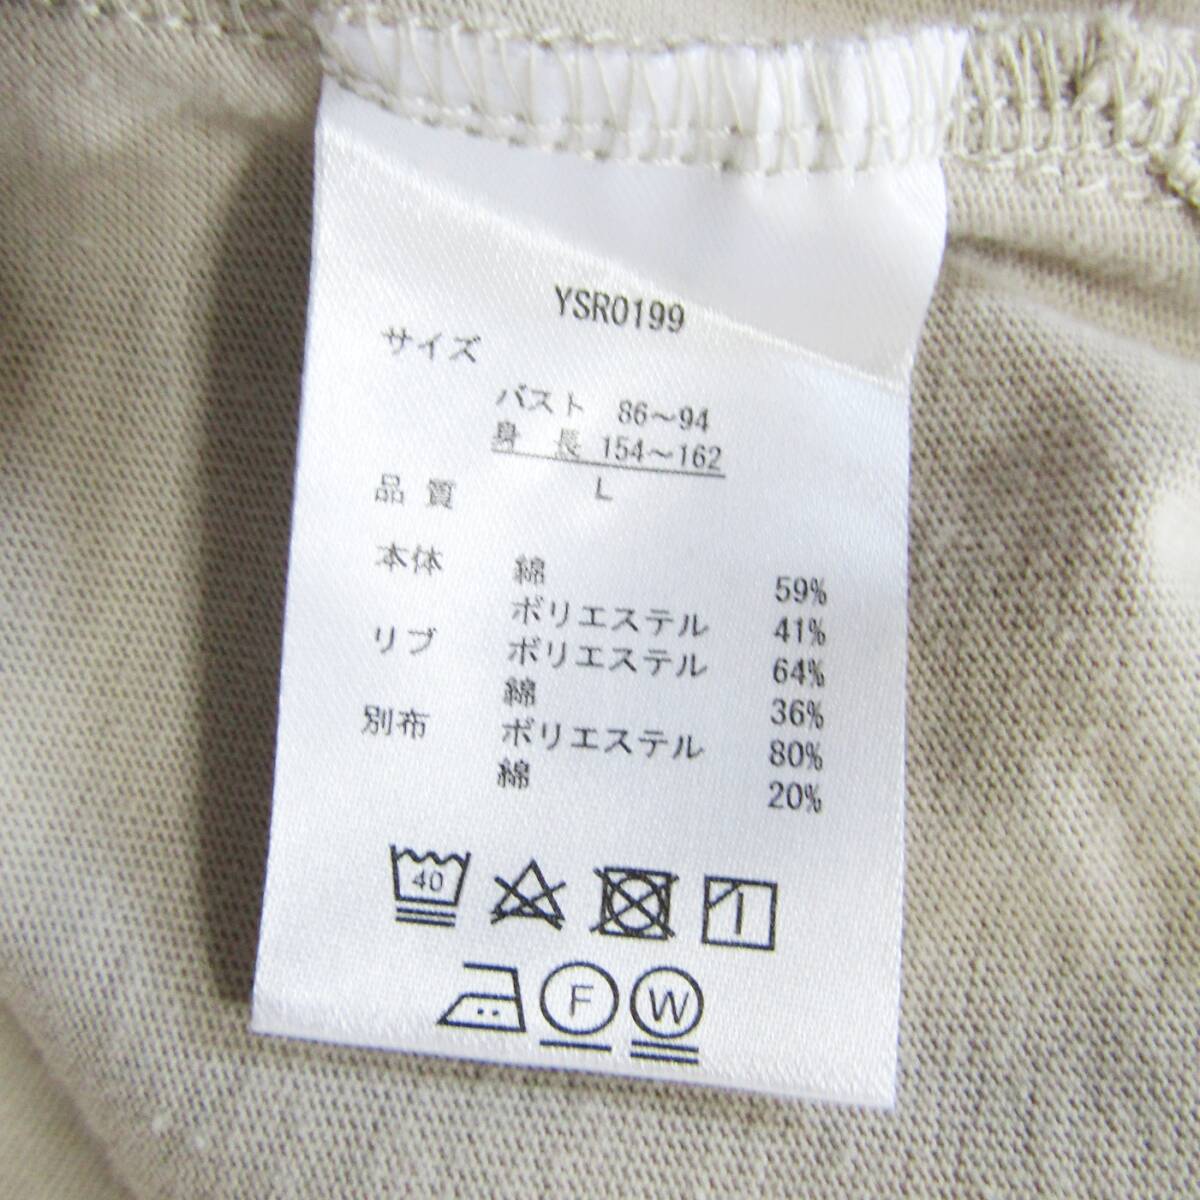 YSR0199
サイズ
バスト 86〜94
身 長 154〜162
L
品 質
本体 綿 59%
ポリエステル 41%
リブ ポリエステル 64%
綿 36%
別布 ポリエステル 80%
綿 20%
40
F W